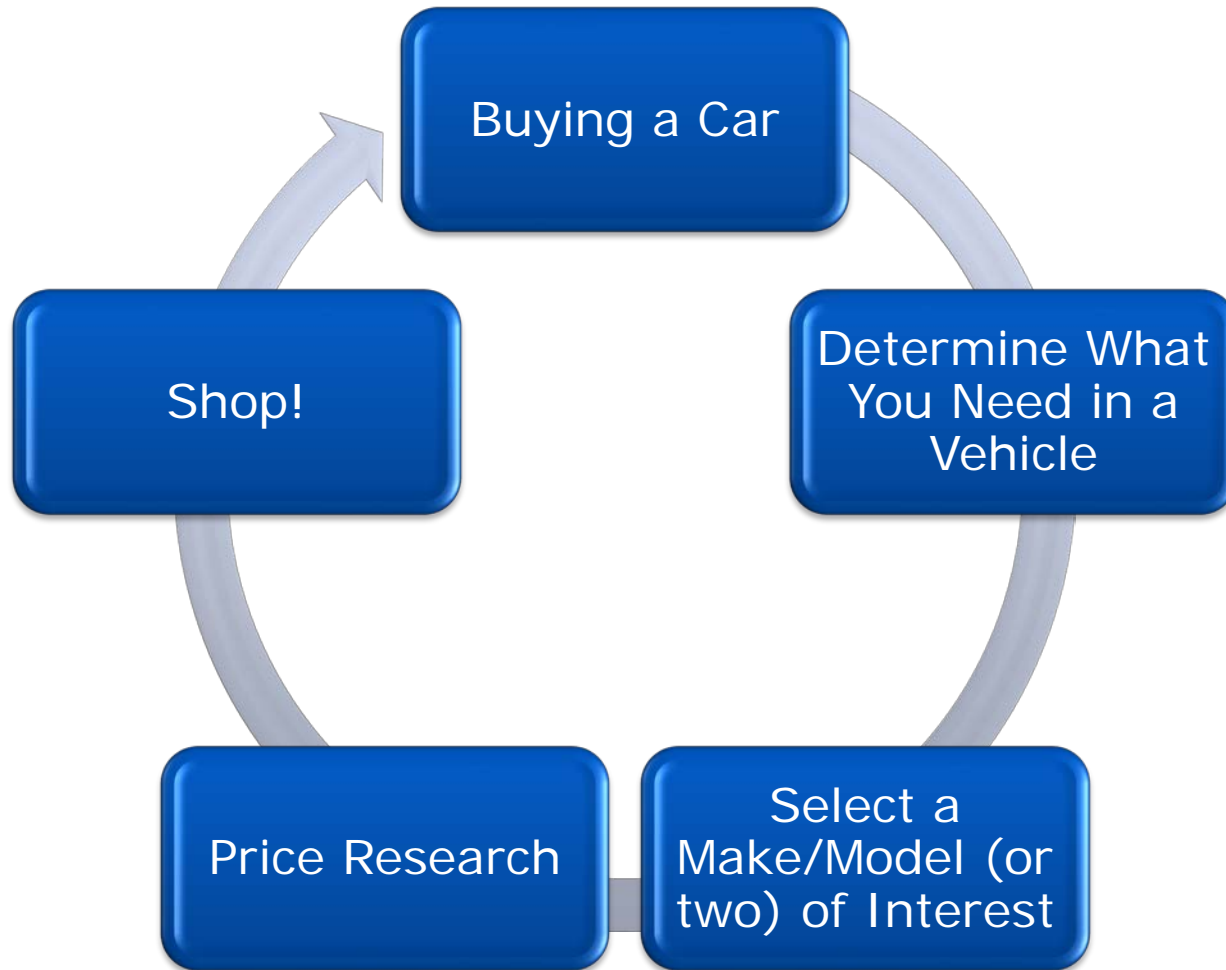 Buying a Car
Determine What
You Need in a
Vehicle
Select a
Make/Model (or
two) of Interest
Price Research
Shop!